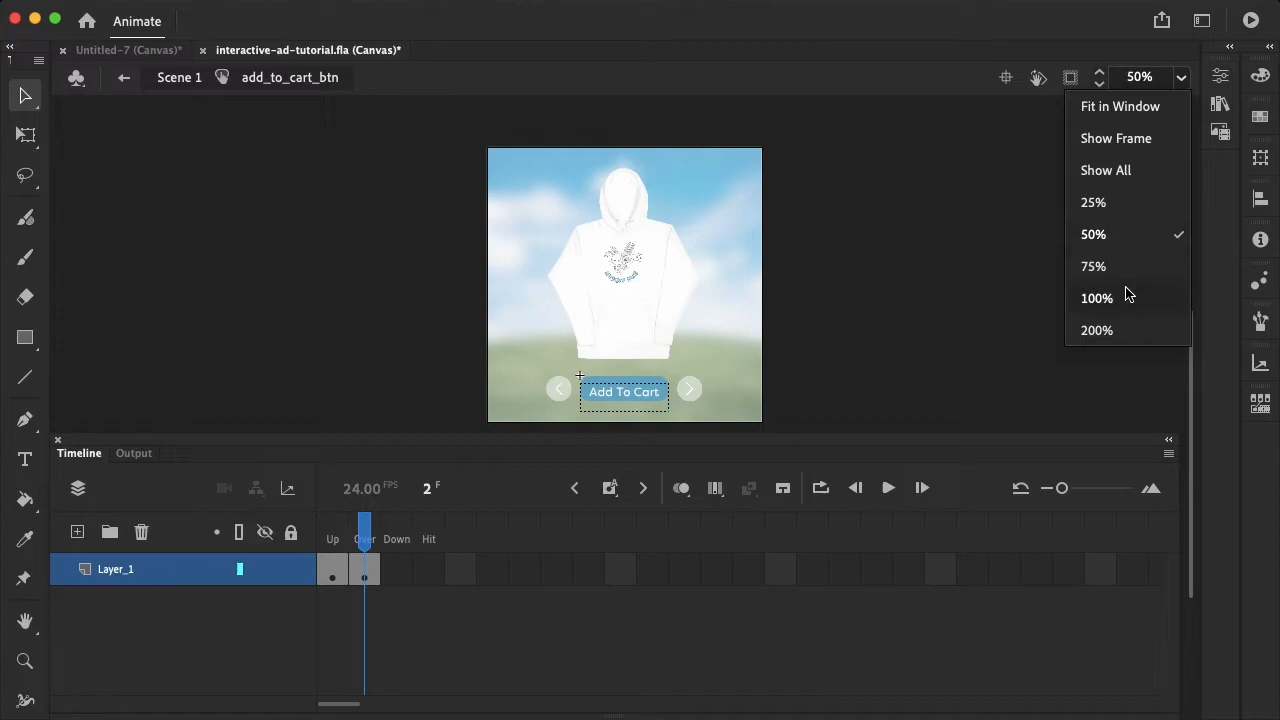 Animate
Untitled-7 (Canvas)*
interactive-ad-tutorial.fla (Canvas)*
1
Scene 1
add_to_cart_btn
50%
Fit in Window
Show Frame
Show All
25%
50%
75%
100%
200%
Add To Cart
Timeline
Output
24.00 FPS
2 F
Up
Over
Down
Hit
Layer_1